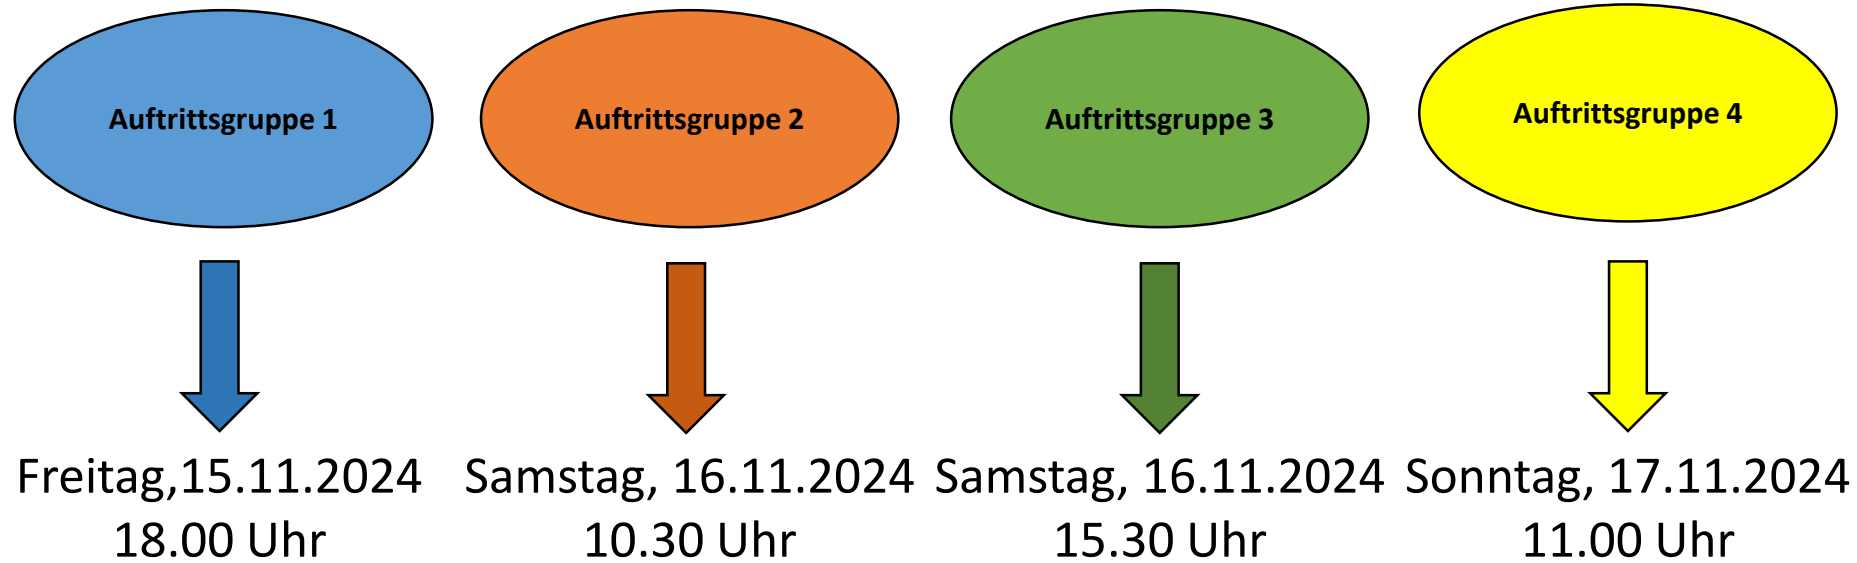 Auftrittsgruppe 1
Auftrittsgruppe 2
Auftrittsgruppe 3
Auftrittsgruppe 4
Freitag,15.11.2024
18.00 Uhr
Samstag, 16.11.2024
10.30 Uhr
Samstag, 16.11.2024
15.30 Uhr
Sonntag, 17.11.2024
11.00 Uhr